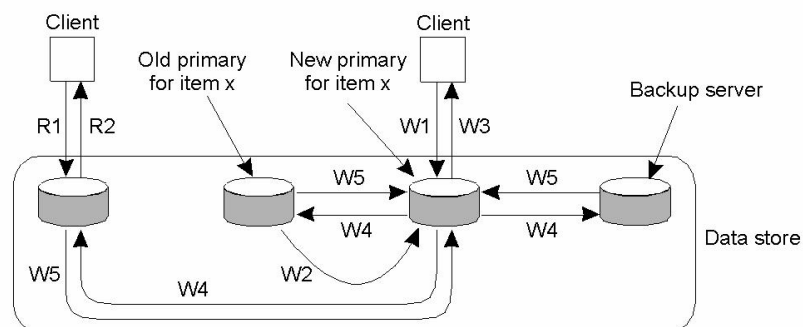 Client
Client
Old primary
for item x
New primary
for item x
Backup server
R1
R2
W1
W3
W5
W5
W4
W4
Data store
W5
W4
W2